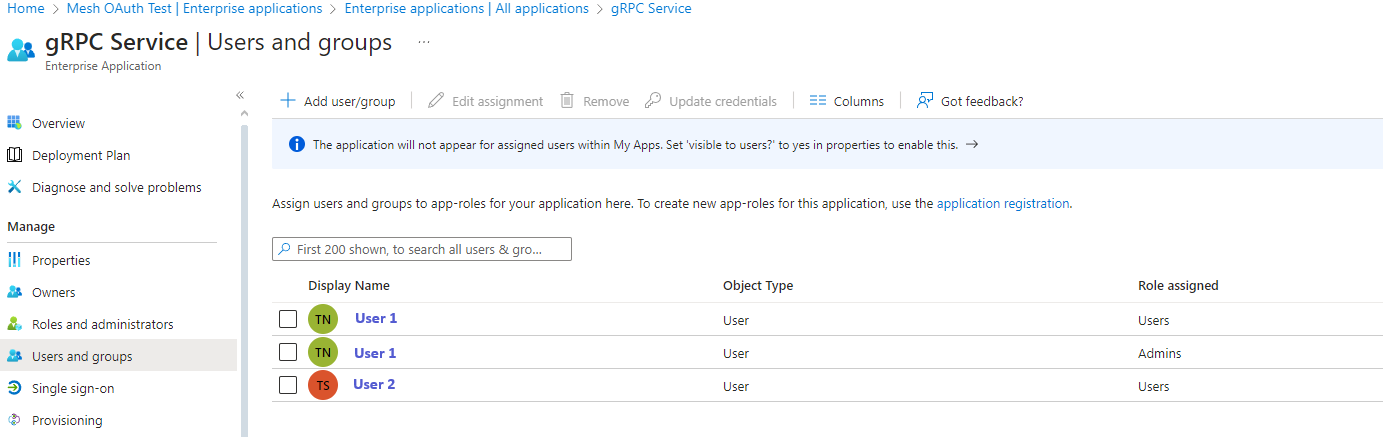 Home > Mesh OAuth Test | Enterprise applications > Enterprise applications | All applications > gRPC Service
gRPC Service | Users and groups ...
Enterprise Application
«
Overview
Deployment Plan
Diagnose and solve problems
Manage
Properties
Owners
Roles and administrators
Users and groups
Single sign-on
Provisioning
+ Add user/group | Edit assignment Remove Update credentials | Columns | Got feedback?
The application will not appear for assigned users within My Apps. Set 'visible to users?' to yes in properties to enable this. →
Assign users and groups to app-roles for your application here. To create new app-roles for this application, use the application registration.
First 200 shown, to search all users & gro...
Display Name Object Type Role assigned
TN User 1 User Users
TN User 1 User Admins
TS User 2 User Users